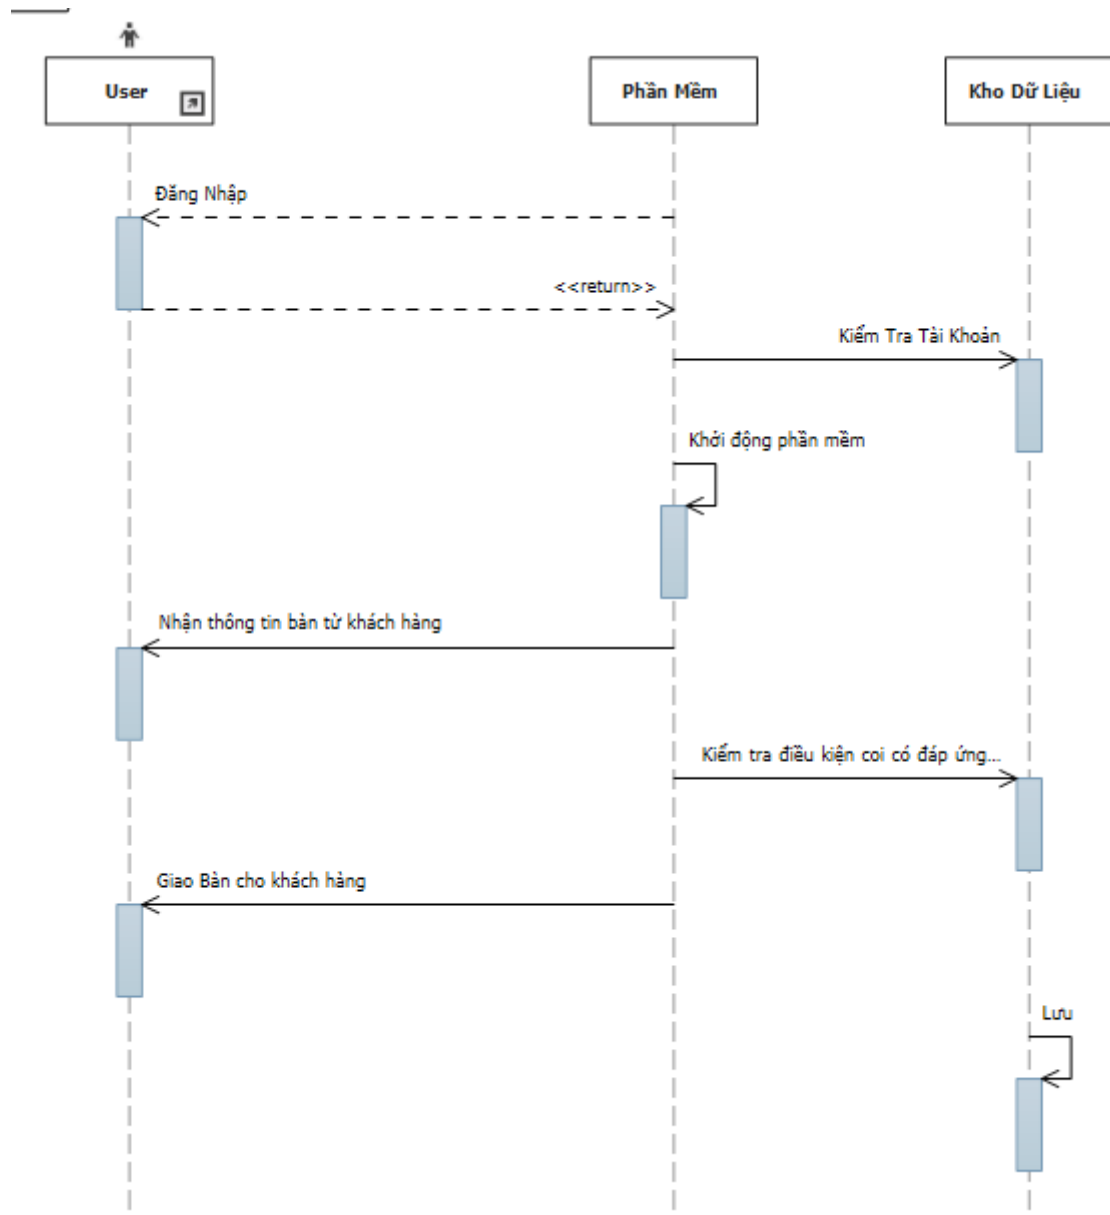 User
Phần Mềm
Kho Dữ Liệu
Đăng Nhập
<<return>>
Kiểm Tra Tài Khoản
Khởi động phần mềm
Nhận thông tin bàn từ khách hàng
Kiểm tra điều kiện coi có đáp ứng...
Giao Bàn cho khách hàng
Lưu